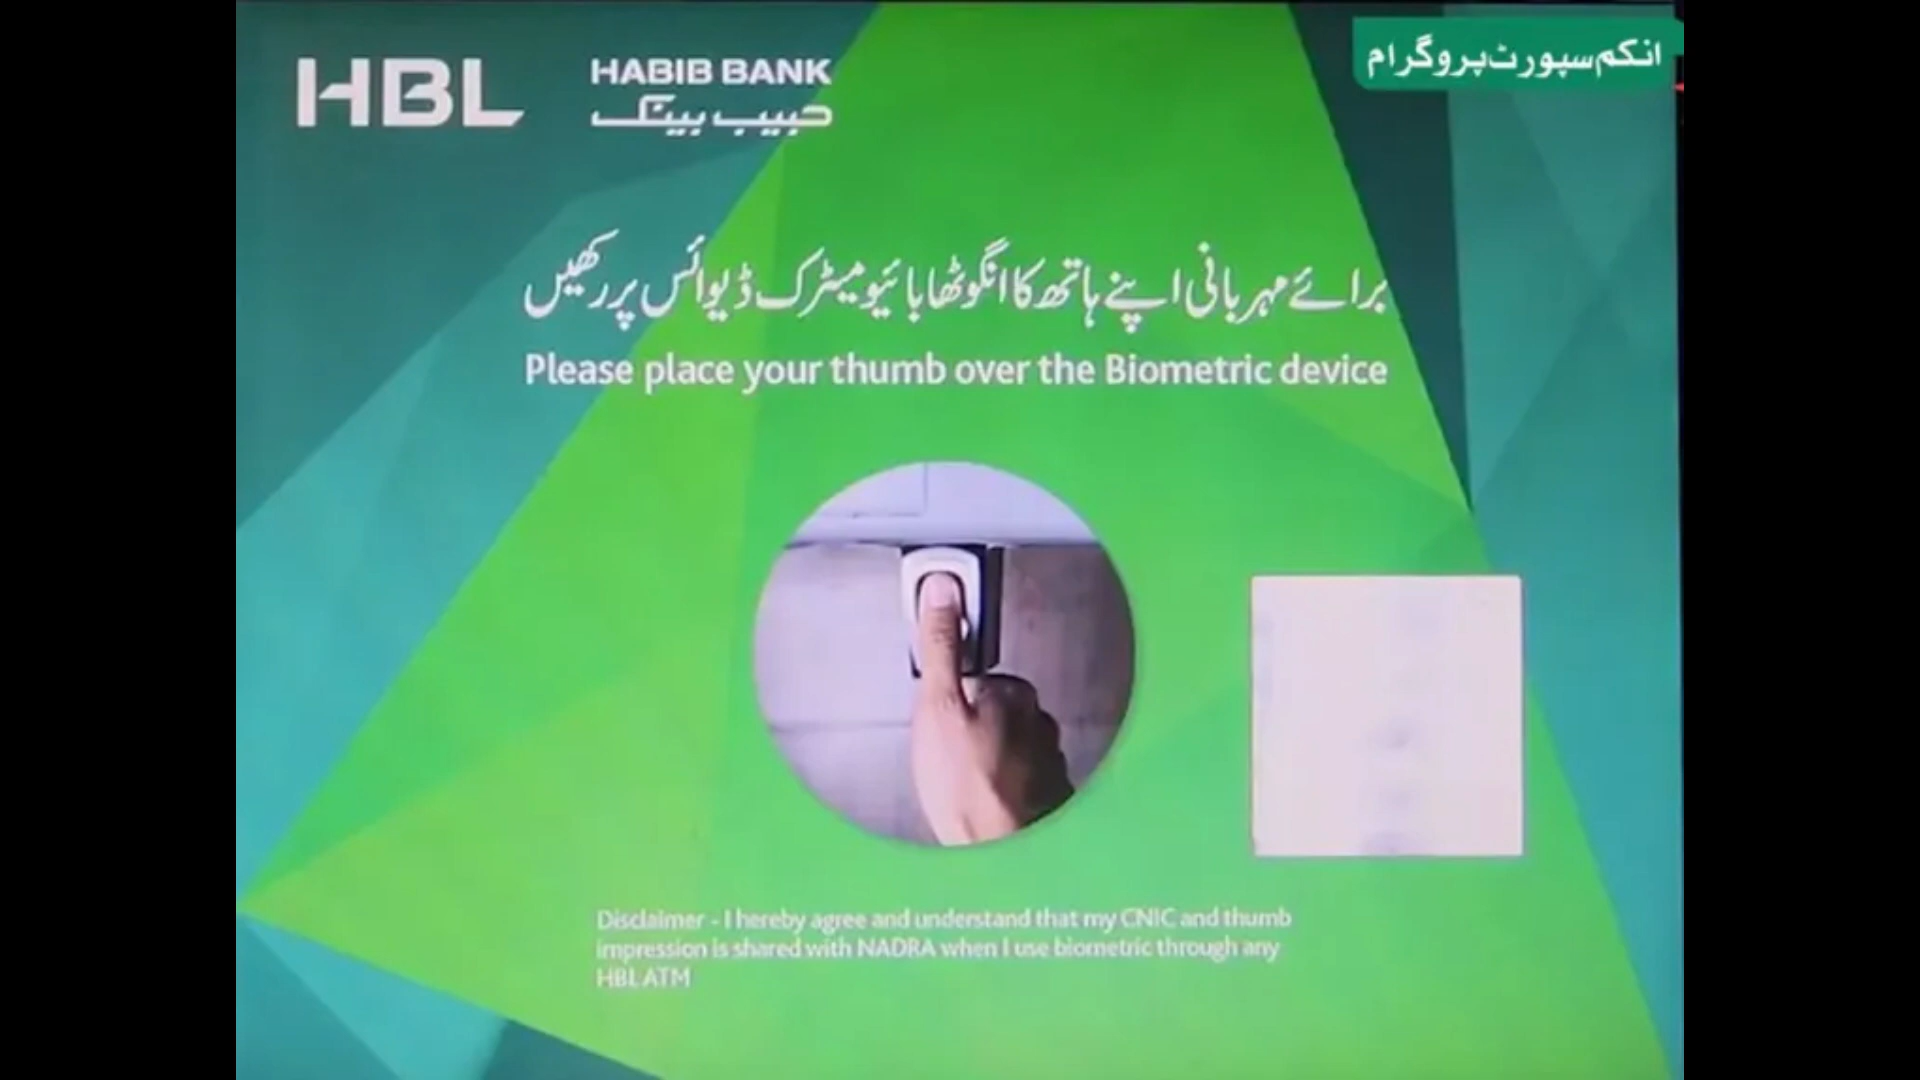 HBL
HABIB BANK
حبیب بینک
انکم سپورٹ پروگرام
برائے مہربانی اپنے ہاتھ کا انگوٹھا بائیومیٹرک ڈیوائس پر رکھیں
Please place your thumb over the Biometric device
Disclaimer - I hereby agree and understand that my CNIC and thumb
impression is shared with NADRA when I use biometric through any
HBL ATM